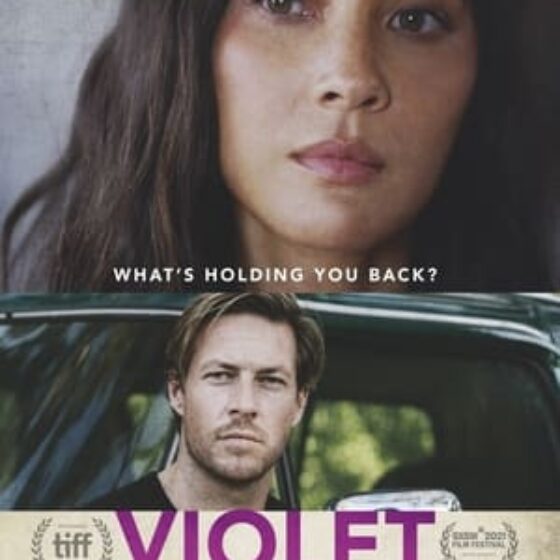 WHAT'S HOLDING YOU BACK?
VIOLET
tiff
SXSW 2021
FILM FESTIVAL